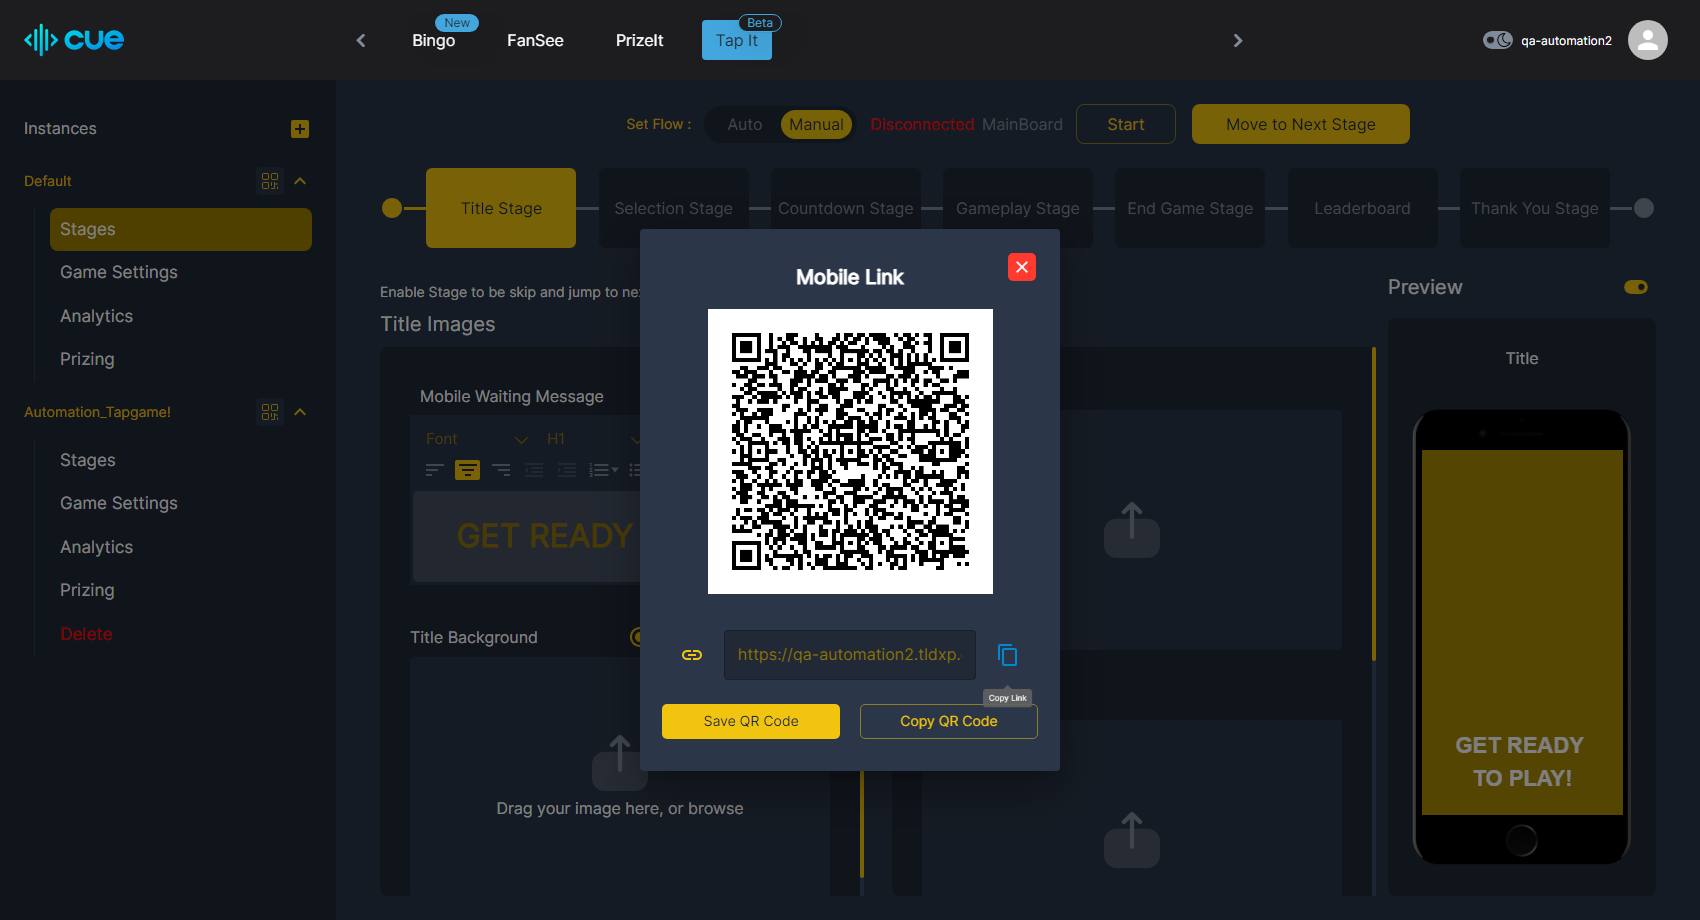 cue
Bingo
New
FanSee
PrizeIt
Tap It
Beta
qa-automation2
Instances
Default
Stages
Game Settings
Analytics
Prizing
Automation_Tapgame!
Stages
Game Settings
Analytics
Prizing
Delete
Set Flow :
Auto
Manual
Disconnected MainBoard
Start
Move to Next Stage
Title Stage
Selection Stage
Countdown Stage
Gameplay Stage
End Game Stage
Leaderboard
Thank You Stage
Enable Stage to be skip and jump to
Title Images
Mobile Waiting Message
Font
H1
GET READY
Title Background
Drag your image here, or browse
Mobile Link
https://qa-automation2.tldxp.
Copy Link
Save QR Code
Copy QR Code
Preview
Title
GET READY
TO PLAY!